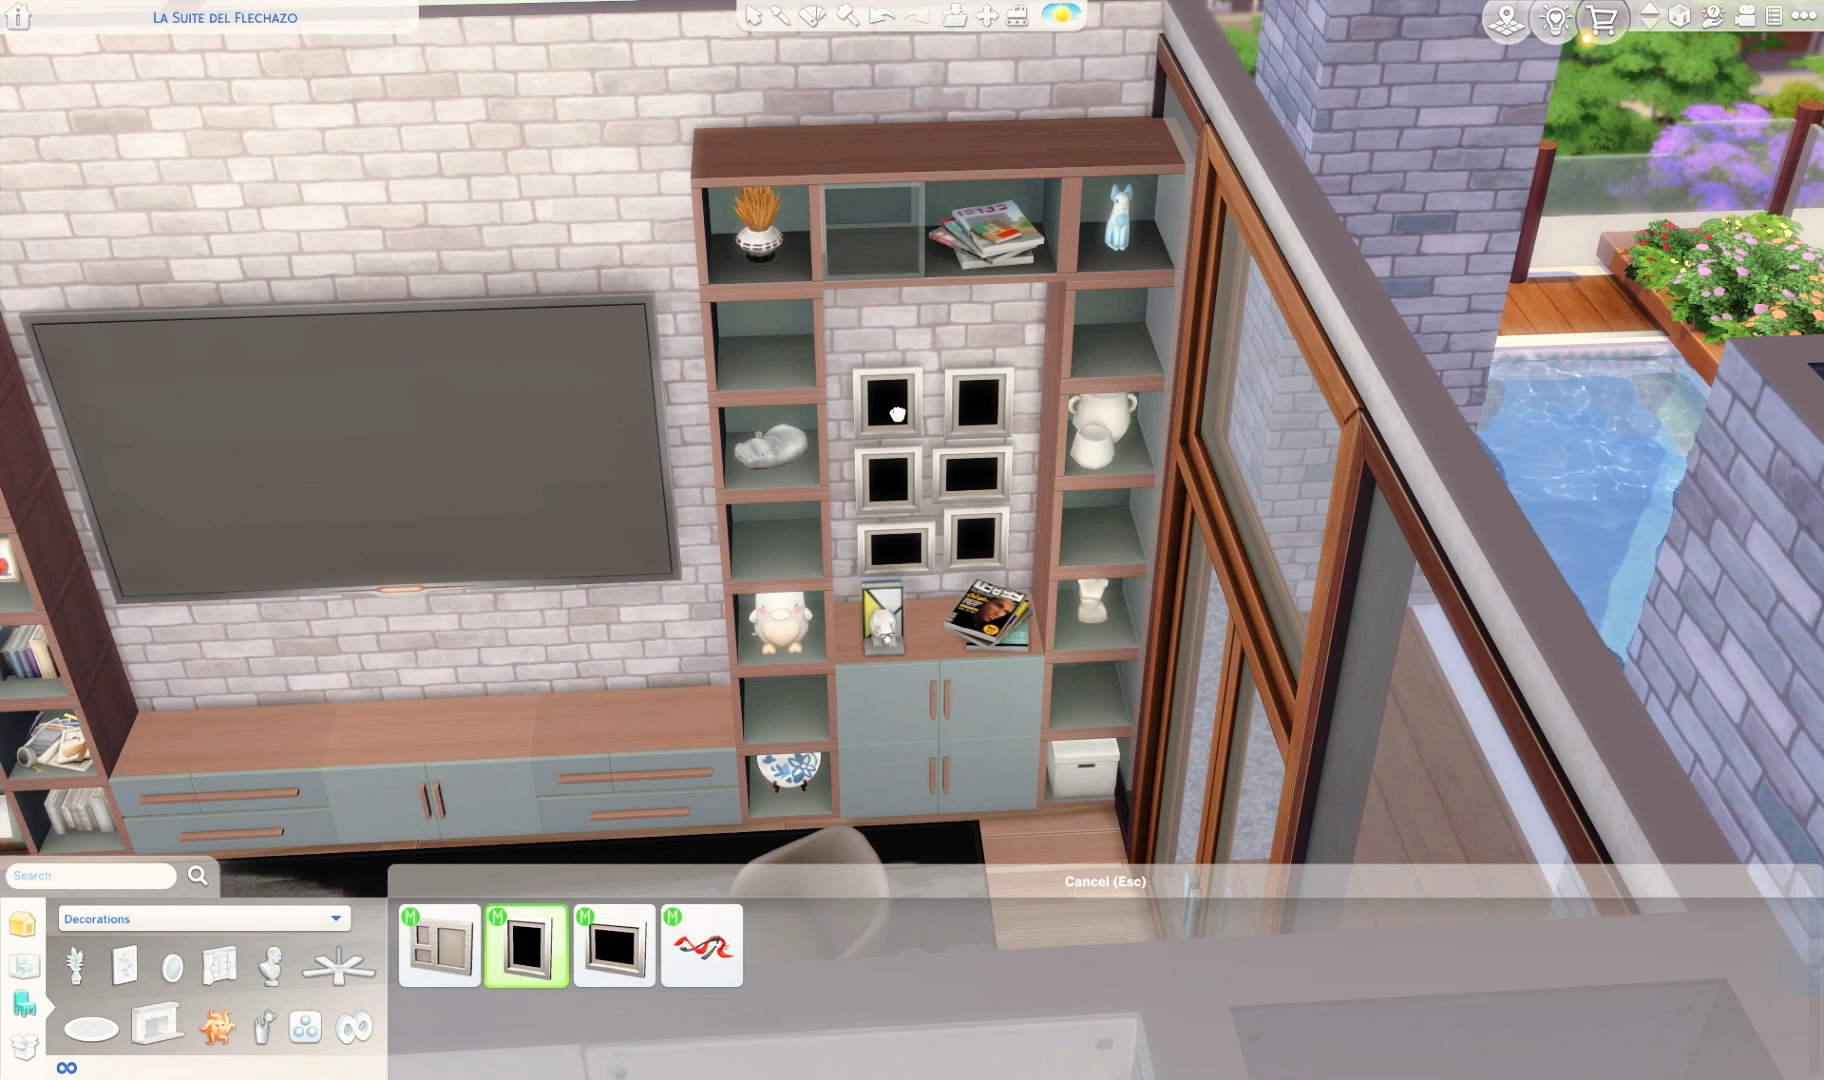 La Suite del Flechazo
Cancel (Esc)
Search
Decorations
M
M
M
M